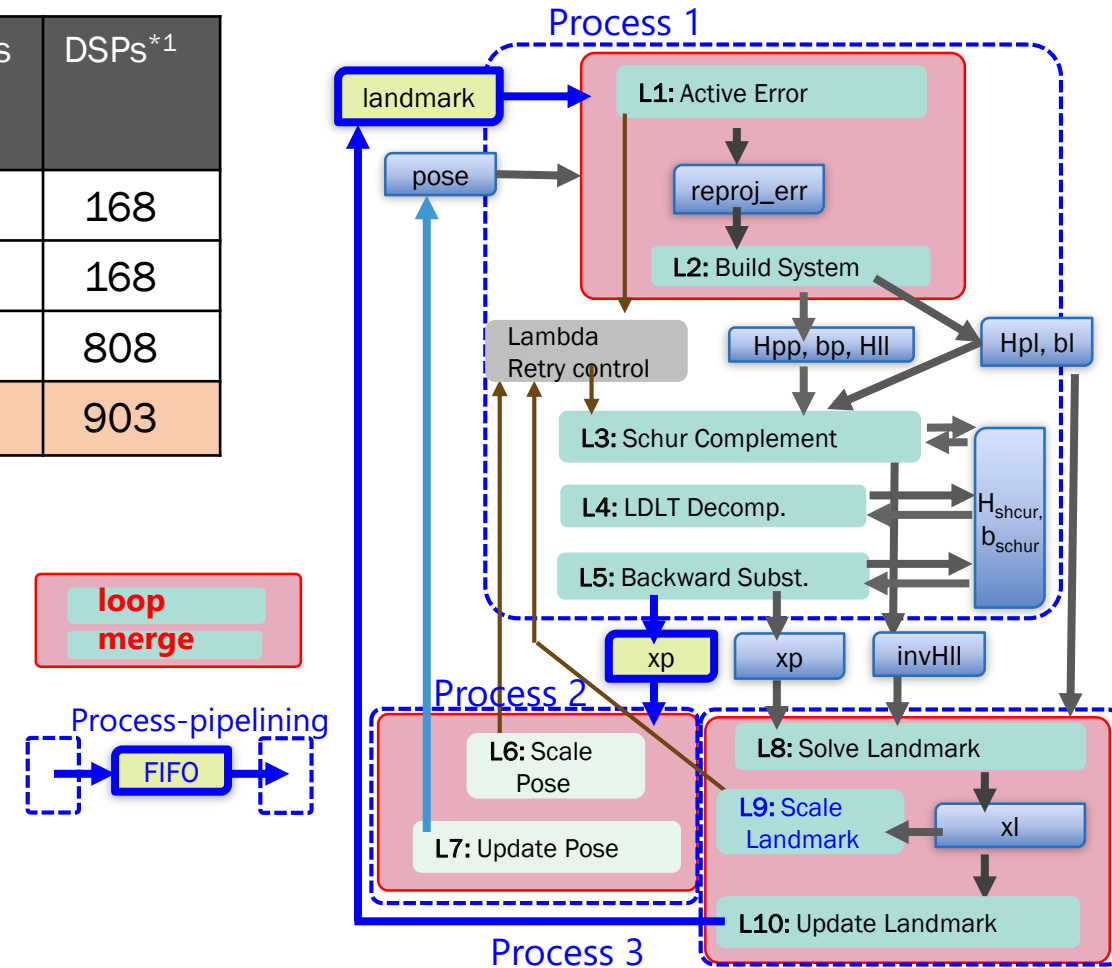 s
DSPs*1
168
168
808
903
Process 1
landmark
L1: Active Error
pose
reproj_err
L2: Build System
Lambda
Retry control
Hpp, bp, Hll
Hpl, bl
L3: Schur Complement
L4: LDLT Decomp.
Hshcur,
bschur
L5: Backward Subst.
loop
merge
xp
xp
invHll
Process 2
Process-pipelining
FIFO
L6: Scale
Pose
L8: Solve Landmark
L9: Scale
Landmark
xl
L7: Update Pose
L10: Update Landmark
Process 3